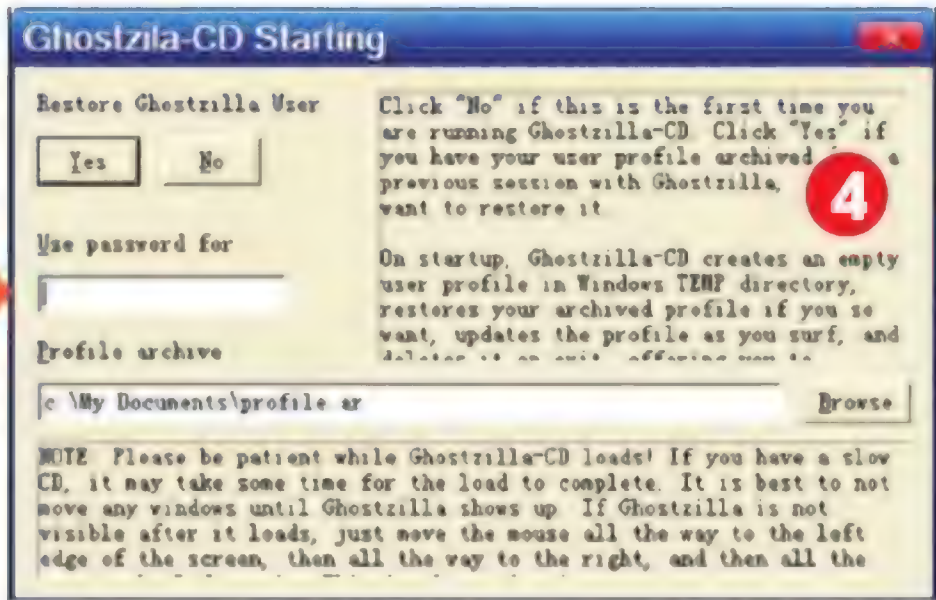 Ghostzila-CD Starting
Restore Ghostzilla User
Yes
No
Use password for
Profile archive
Click "No" if this is the first time you
are running Ghostzilla-CD. Click "Yes" if
you have your user profile archived a
previous session with Ghostzilla,
want to restore it
4
On startup, Ghostzilla-CD creates an empty
user profile in Windows TEMP directory,
restores your archived profile if you so
want, updates the profile as you surf, and
deletes it on exit, offering you to
c \My Documents\profile ar
Browse
NOTE Please be patient while Ghostzilla-CD loads! If you have a slow
CD, it may take some time for the load to complete. It is best to not
move any windows until Ghostzilla shows up If Ghostzilla is not
visible after it loads, just move the mouse all the way to the left
edge of the screen, then all the way to the right, and then all the